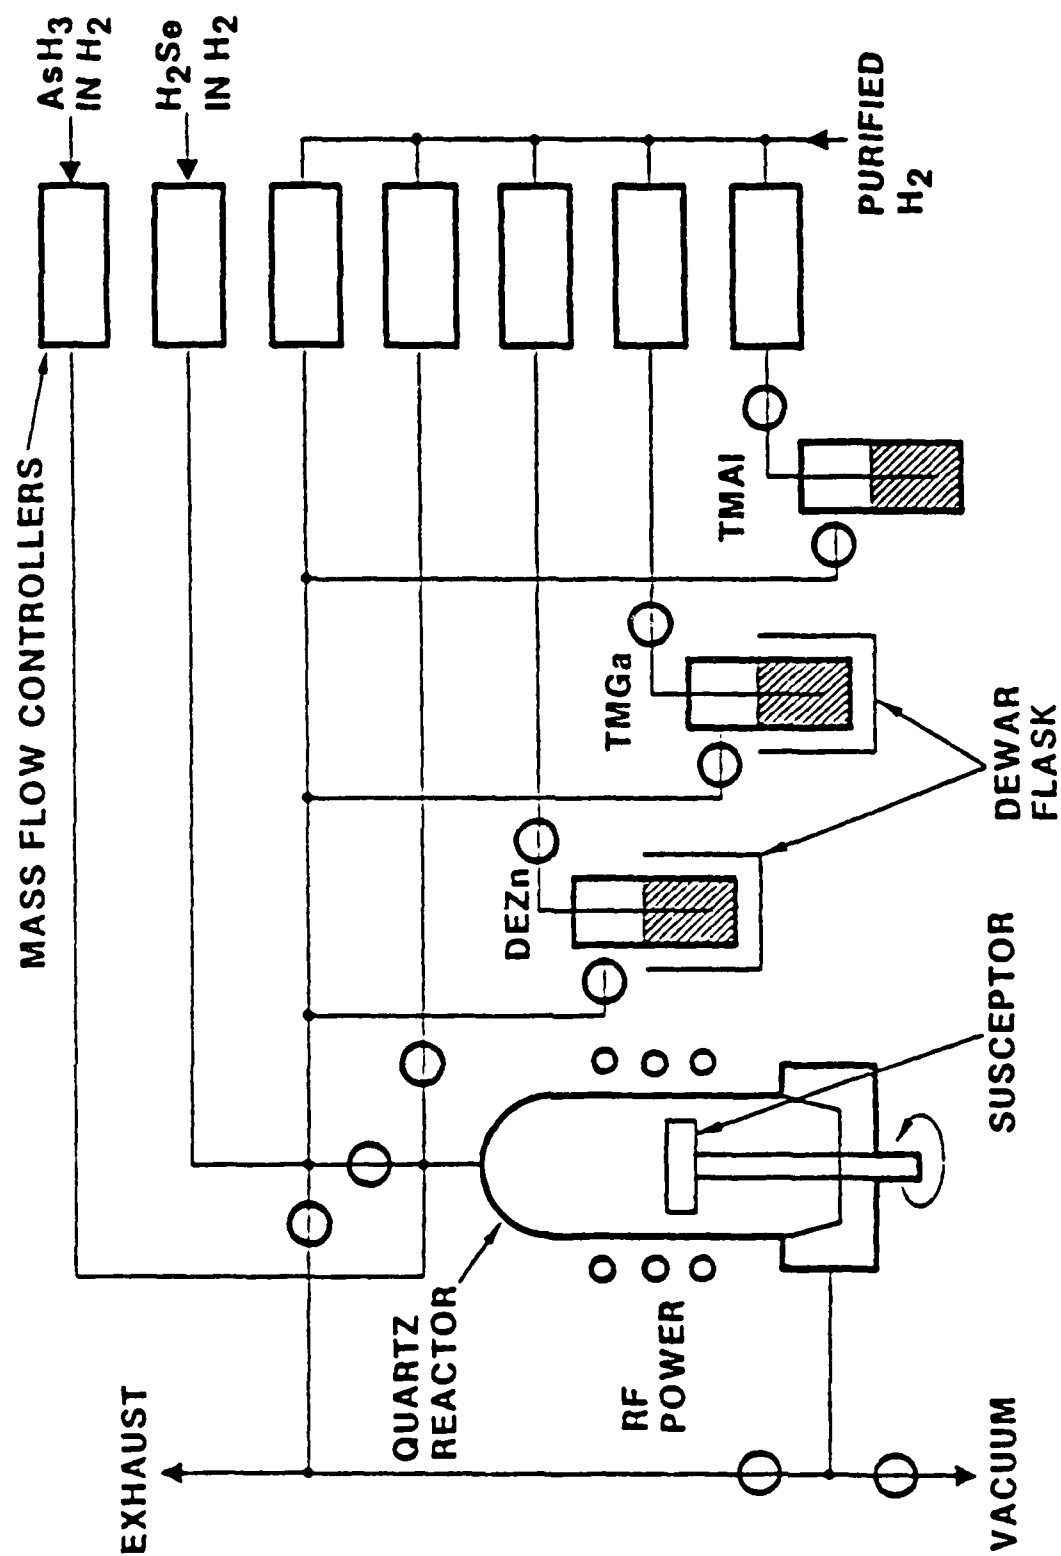 AsH3
IN H2
H2Se
IN H2
MASS FLOW CONTROLLERS
PURIFIED
H2
TMAl
TMGa
DEZn
DEWAR
FLASK
SUSCEPTOR
QUARTZ
REACTOR
RF
POWER
EXHAUST
VACUUM